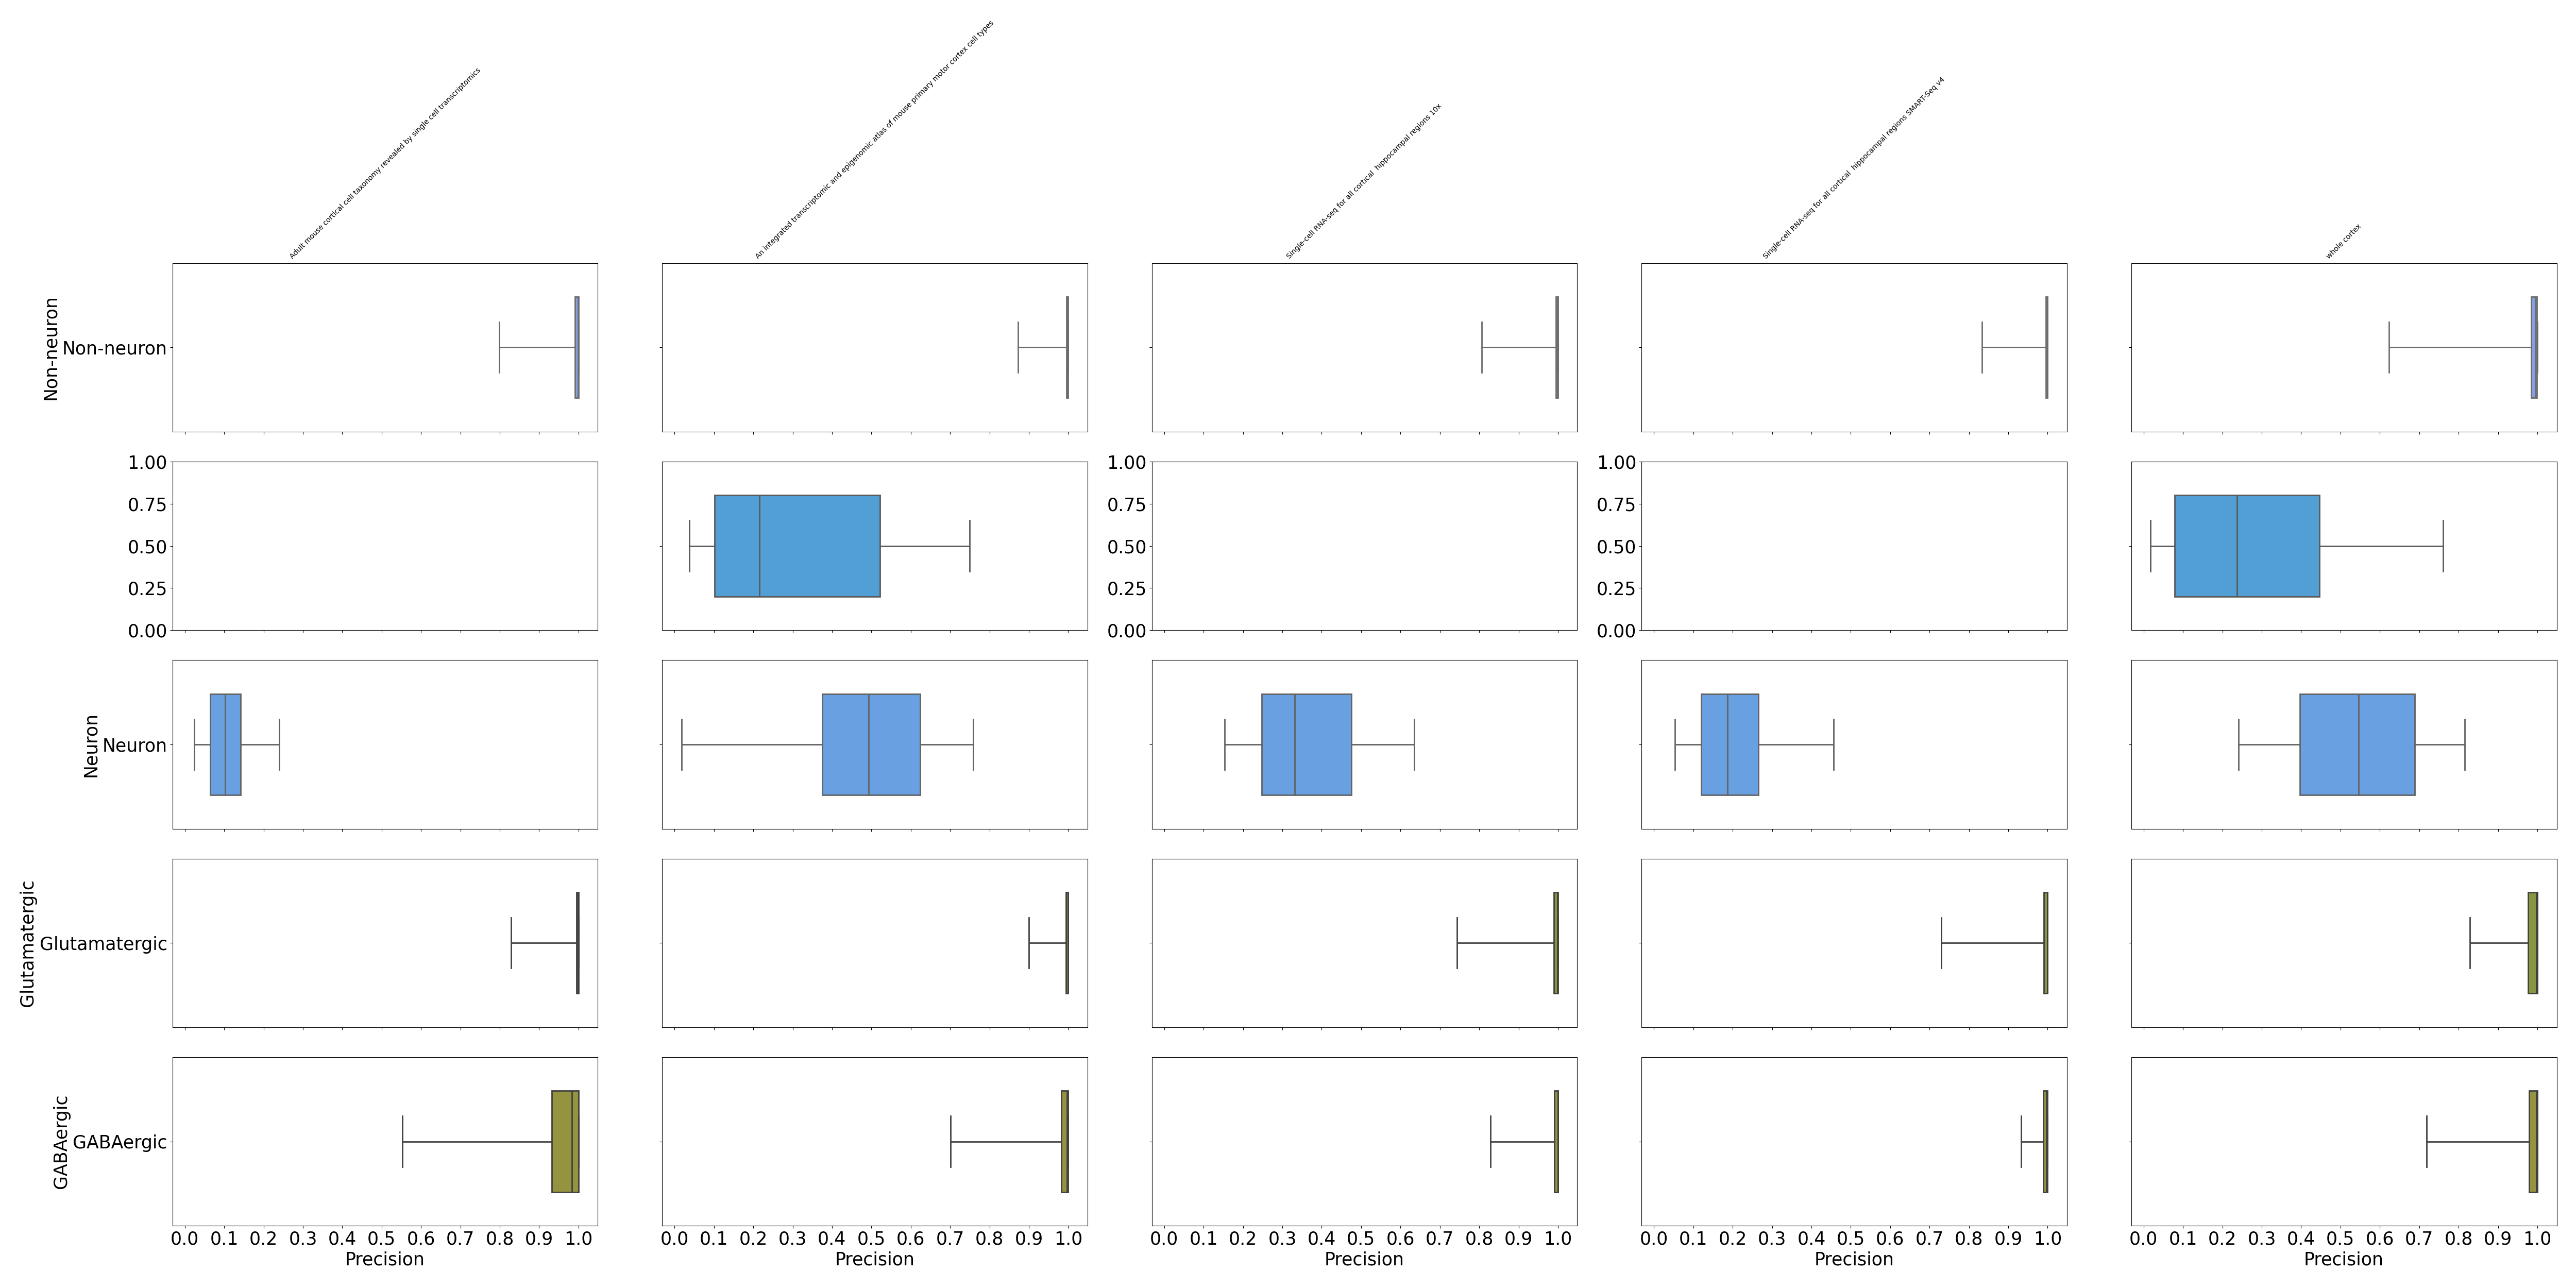 Adult mouse cortical cell taxonomy revealed by single cell transcriptomics
An integrated transcriptomic and epigenomic atlas of mouse primary motor cortex cell types
Single-cell RNA-seq for all cortical  hippocampal regions 10x
Single-cell RNA-seq for all cortical  hippocampal regions SMART-Seq v4
whole cortex
Non-neuron
Non-neuron
1.00 1.00 1.00
0.75 0.75 0.75
0.50 0.50 0.50
0.25 0.25 0.25
0.00 0.00 0.00
Neuron
Neuron
Glutamatergic
Glutamatergic
GABAergic
GABAergic
0.0 0.1 0.2 0.3 0.4 0.5 0.6 0.7 0.8 0.9 1.0
0.0 0.1 0.2 0.3 0.4 0.5 0.6 0.7 0.8 0.9 1.0
0.0 0.1 0.2 0.3 0.4 0.5 0.6 0.7 0.8 0.9 1.0
0.0 0.1 0.2 0.3 0.4 0.5 0.6 0.7 0.8 0.9 1.0
0.0 0.1 0.2 0.3 0.4 0.5 0.6 0.7 0.8 0.9 1.0
Precision
Precision
Precision
Precision
Precision